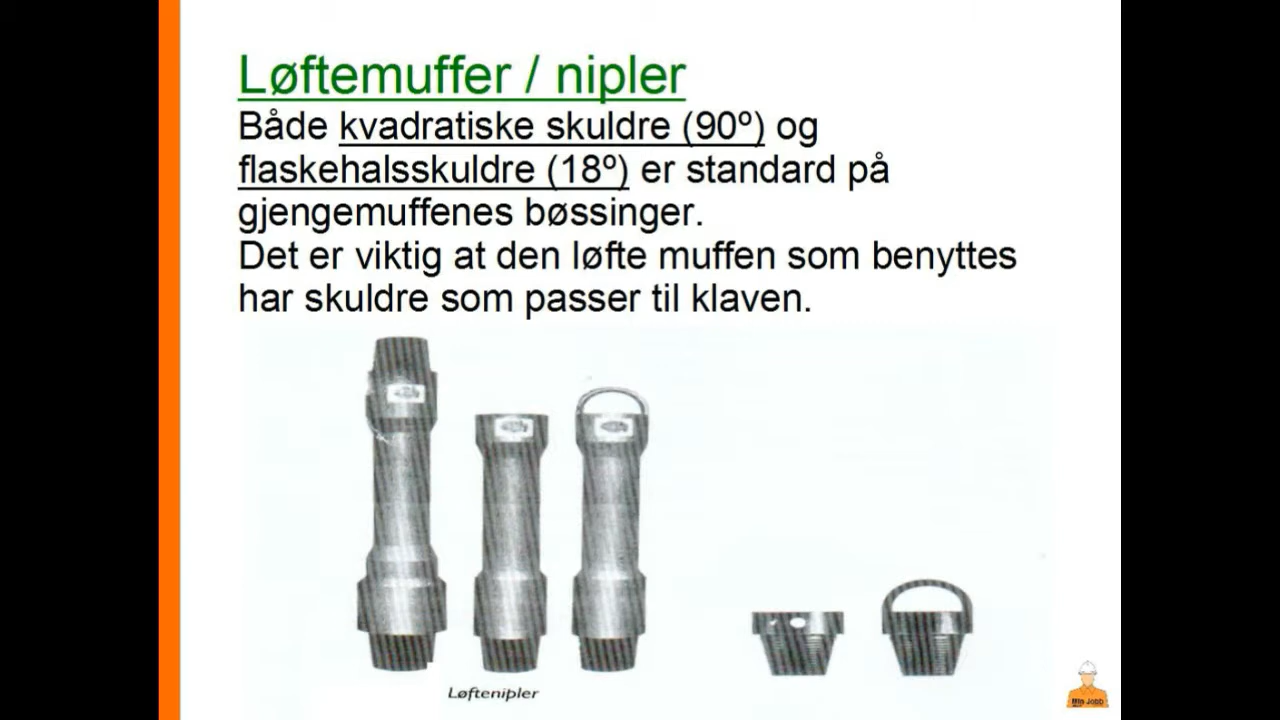 Løftemuffer / nipler
Både kvadratiske skuldre (90º) og
flaskehalsskuldre (18º) er standard på
gjengemuffenes bøssinger.
Det er viktig at den løfte muffen som benyttes
har skuldre som passer til klaven.
Løftenipler
Min Jobb